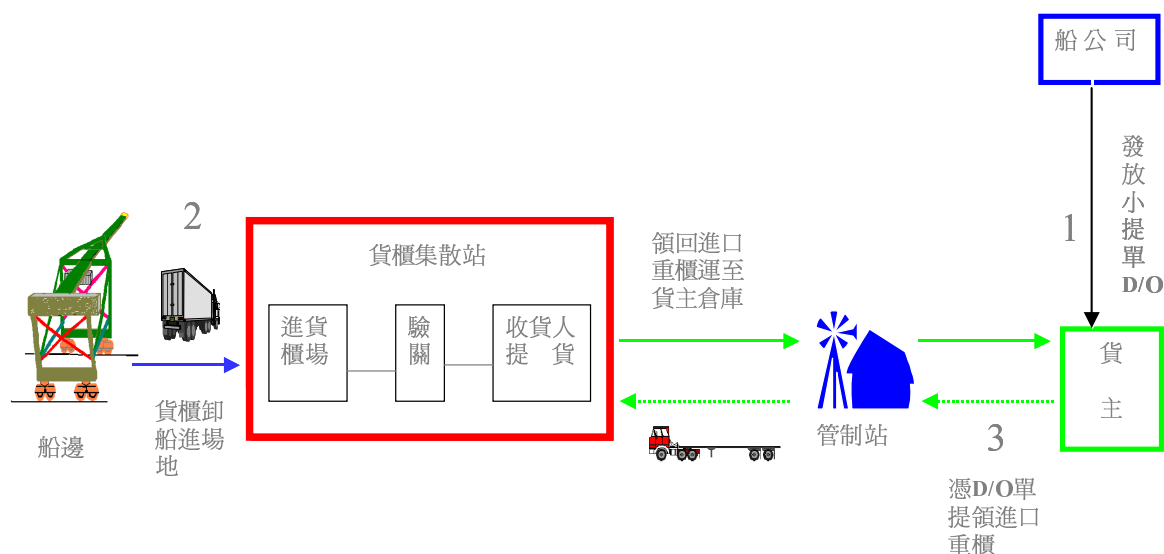 船公司
發
放
小
提
單
D/O
1
2
貨櫃集散站
進貨
櫃場
驗
關
收貨人
提 貨
領回進口
重櫃運至
貨主倉庫
貨
主
船邊
貨櫃卸
船進場
地
管制站
3
憑D/O單
提領進口
重櫃